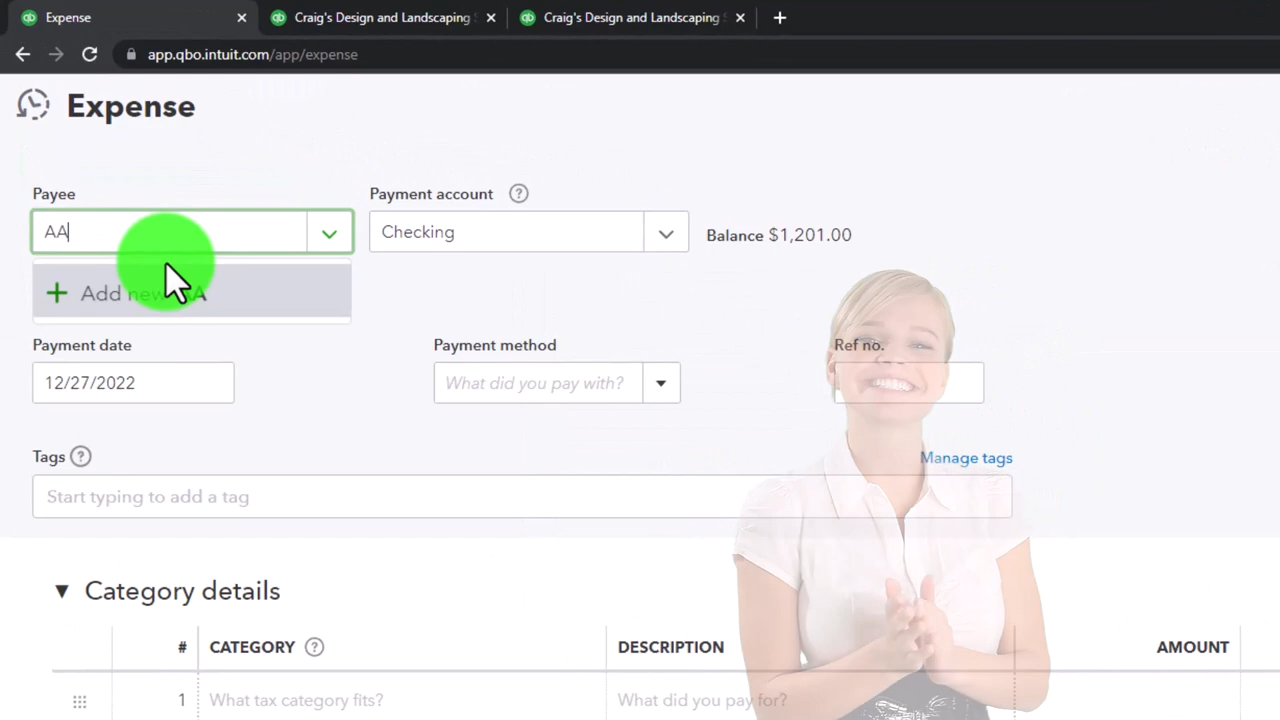 Expense
Craig's Design and Landscaping S
Craig's Design and Landscaping S
app.qbo.intuit.com/app/expense
Expense
Payee
Payment account
AA
Checking
Balance $1,201.00
+ Add new AA
Payment date
Payment method
Ref no.
12/27/2022
What did you pay with?
Tags
Manage tags
Start typing to add a tag
Category details
# CATEGORY DESCRIPTION AMOUNT
1 What tax category fits? What did you pay for?